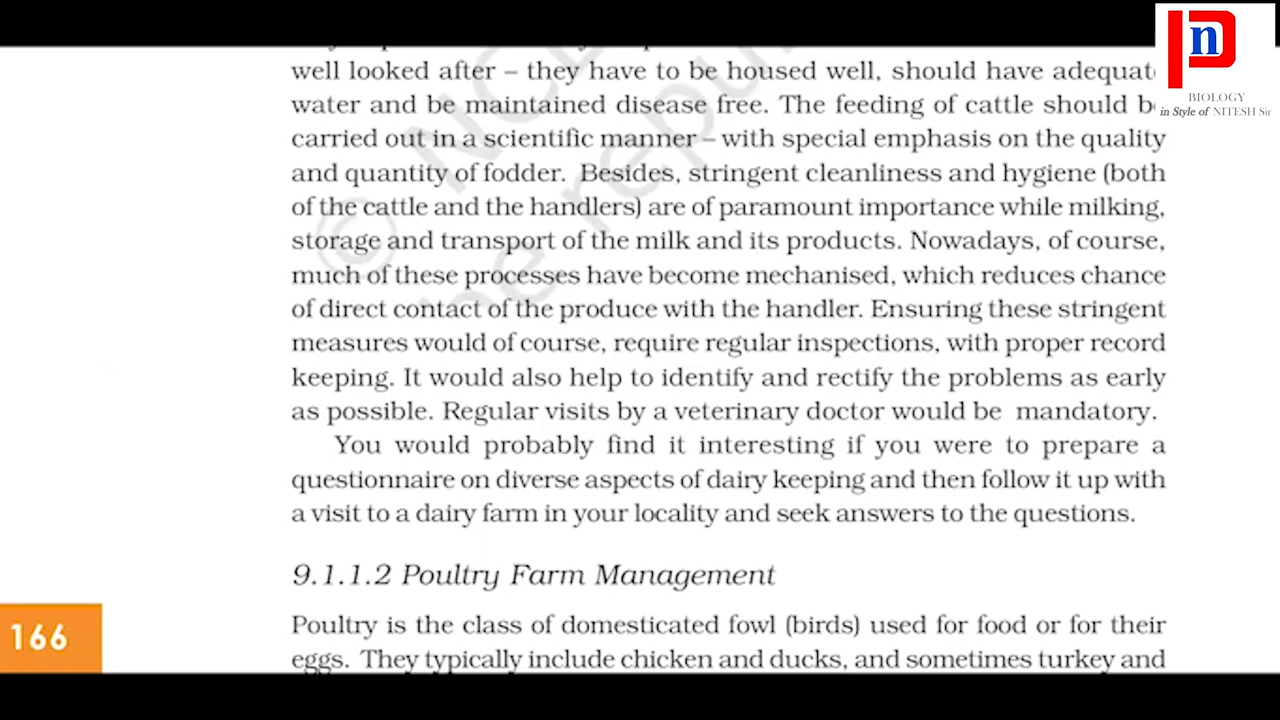 well looked after – they have to be housed well, should have adequat
water and be maintained disease free. The feeding of cattle should b
carried out in a scientific manner – with special emphasis on the quality
and quantity of fodder. Besides, stringent cleanliness and hygiene (both
of the cattle and the handlers) are of paramount importance while milking,
storage and transport of the milk and its products. Nowadays, of course,
much of these processes have become mechanised, which reduces chance
of direct contact of the produce with the handler. Ensuring these stringent
measures would of course, require regular inspections, with proper record
keeping. It would also help to identify and rectify the problems as early
as possible. Regular visits by a veterinary doctor would be mandatory.
You would probably find it interesting if you were to prepare a
questionnaire on diverse aspects of dairy keeping and then follow it up with
a visit to a dairy farm in your locality and seek answers to the questions.
9.1.1.2 Poultry Farm Management
Poultry is the class of domesticated fowl (birds) used for food or for their
eggs. They typically include chicken and ducks, and sometimes turkey and
166
n
BIOLOGY
in Style of NITESH Sir